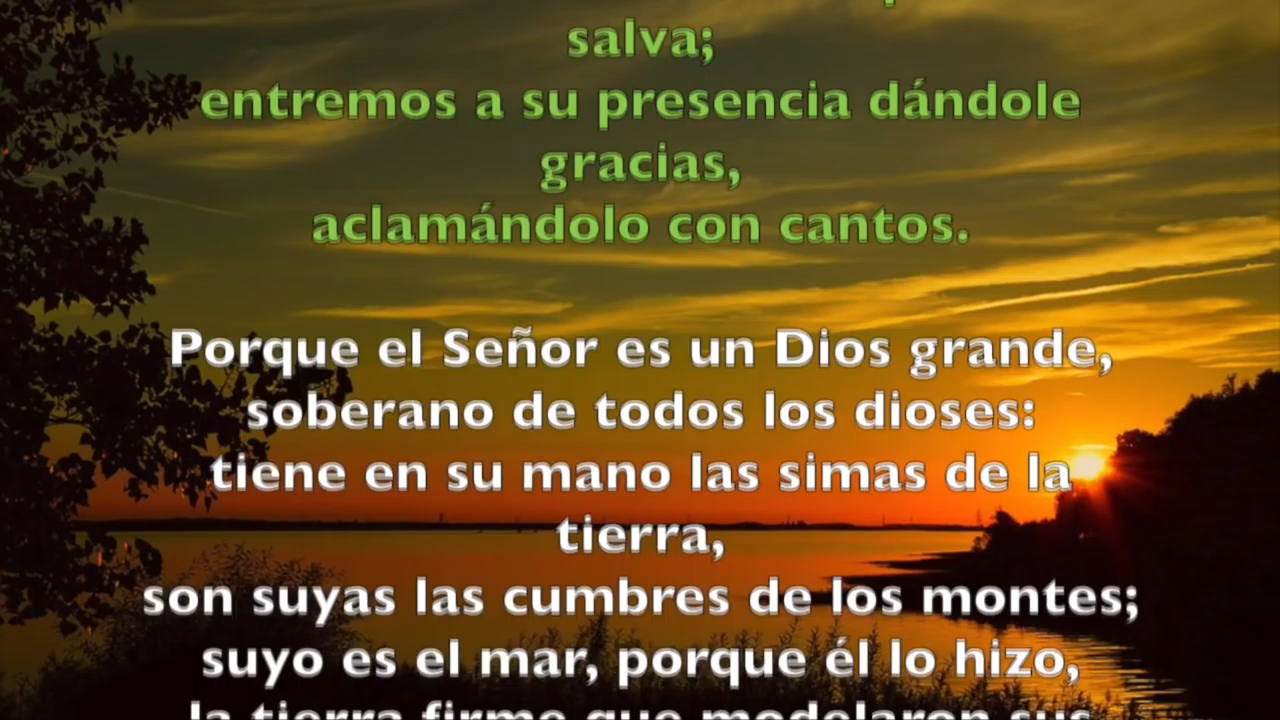 salva;
entremos a su presencia dándole
gracias,
aclamándolo con cantos.
Porque el Señor es un Dios grande,
soberano de todos los dioses:
tiene en su mano las simas de la
tierra,
son suyas las cumbres de los montes;
suyo es el mar, porque él lo hizo,
la tierra firme que modelaron sus